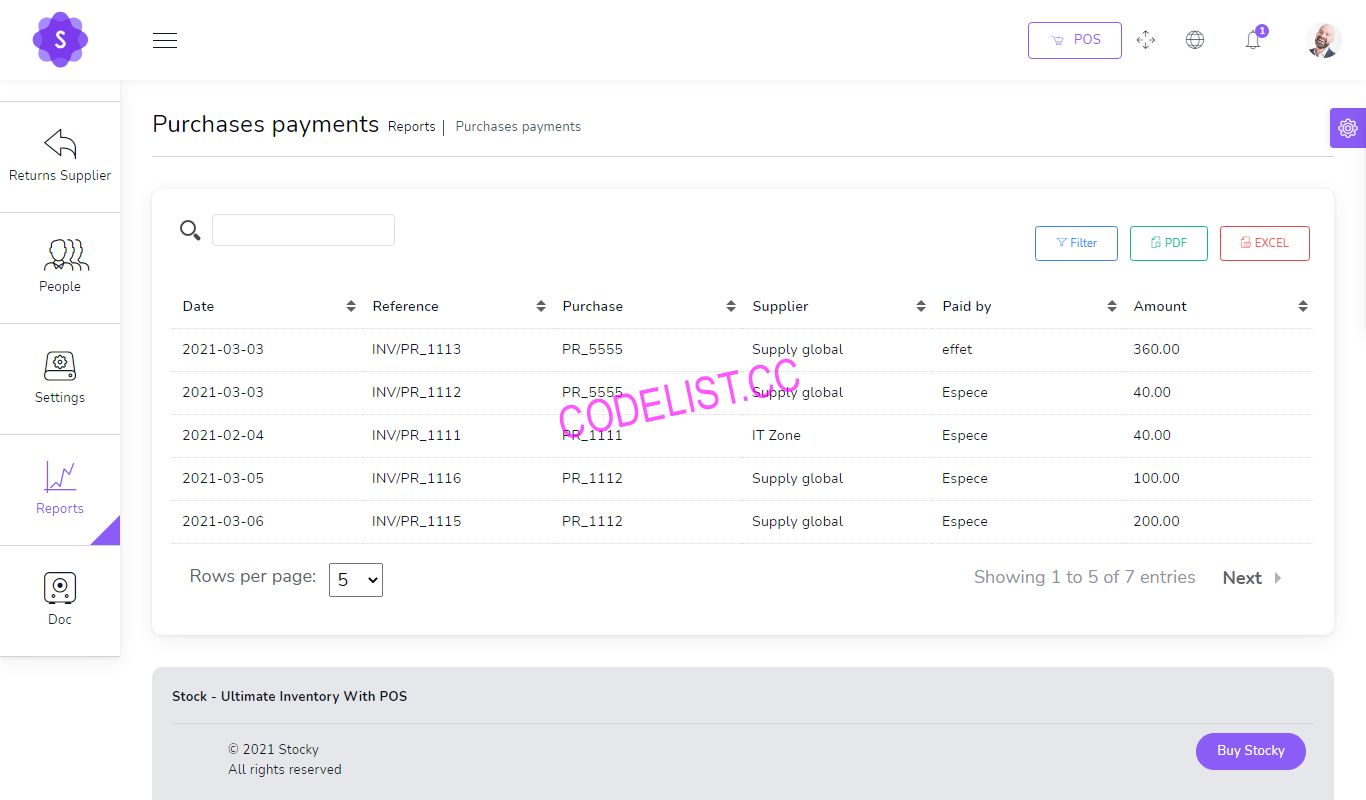 S
POS
1
Purchases payments Reports | Purchases payments
Returns Supplier
People
Settings
Reports
Doc
Filter PDF EXCEL
Date Reference Purchase Supplier Paid by Amount
2021-03-03 INV/PR_1113 PR_5555 Supply global effet 360.00
2021-03-03 INV/PR_1112 PR_5555 Supply global Espece 40.00
2021-02-04 INV/PR_1111 PR_1111 IT Zone Espece 40.00
2021-03-05 INV/PR_1116 PR_1112 Supply global Espece 100.00
2021-03-06 INV/PR_1115 PR_1112 Supply global Espece 200.00
CODELIST.CC
Rows per page: 5 Showing 1 to 5 of 7 entries Next
Stock - Ultimate Inventory With POS
© 2021 Stocky
All rights reserved
Buy Stocky